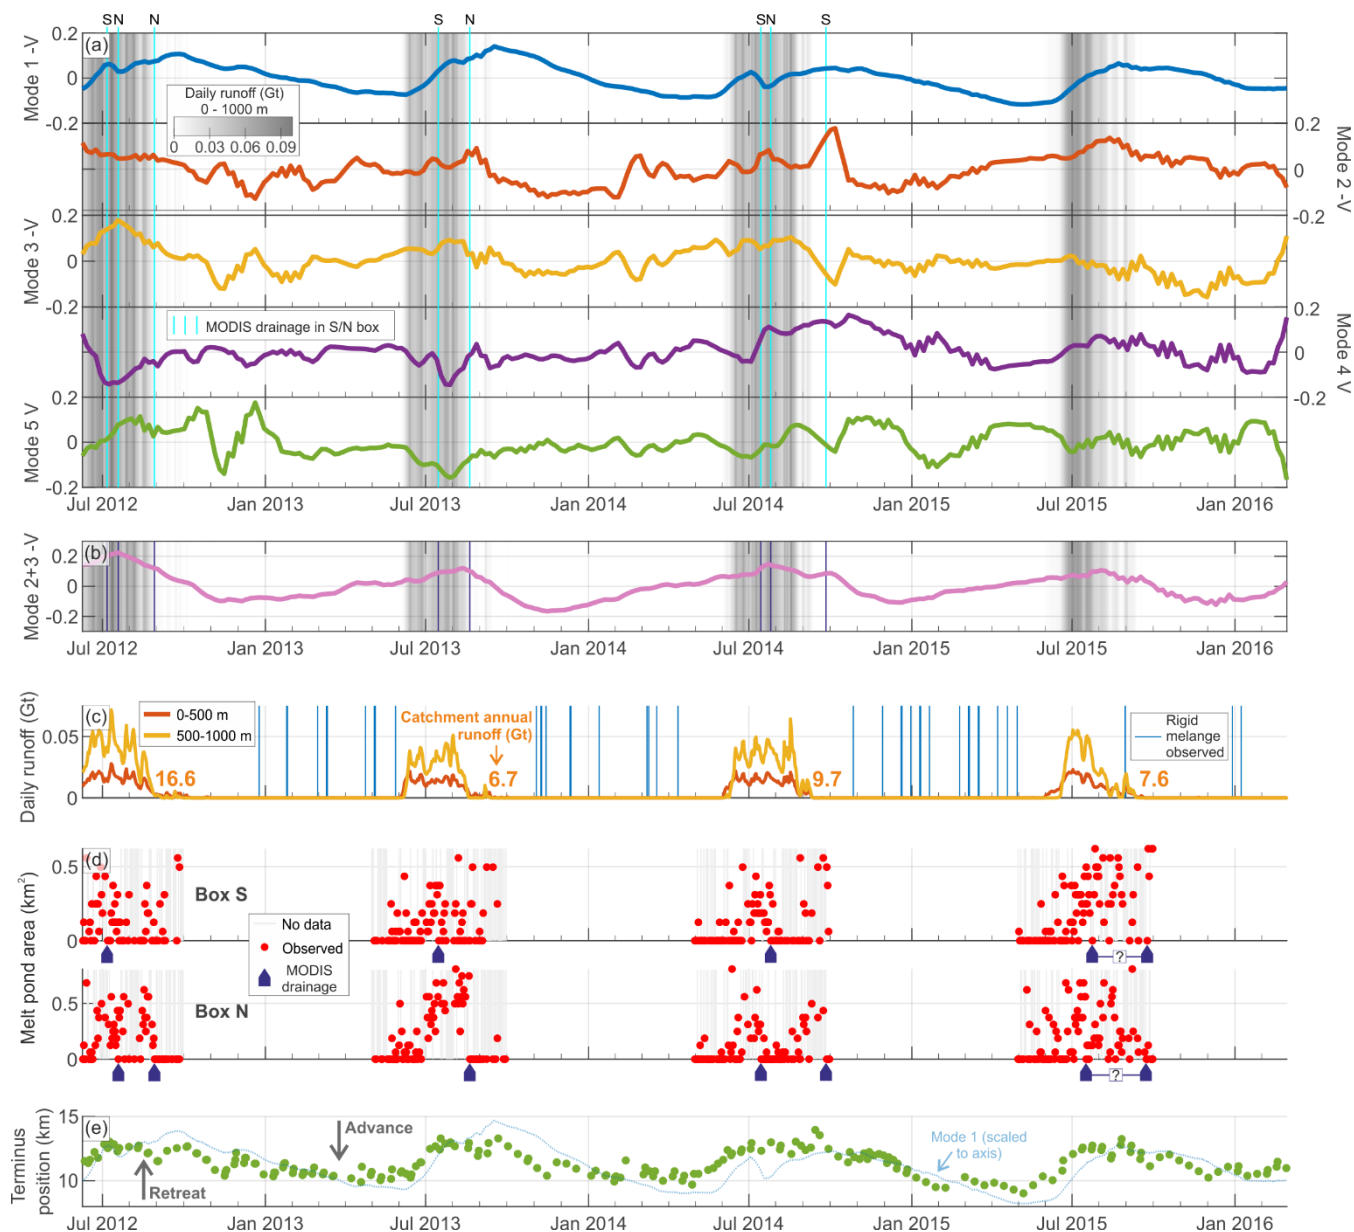 S N N S N S N S
(a)
0.2
0
-0.2
Mode 1 -V
Daily runoff (Gt)
0 - 1000 m
0 0.03 0.06 0.09
0.2
0
-0.2
Mode 2 -V
0.2
0
-0.2
Mode 3 -V
MODIS drainage in S/N box
0.2
0
-0.2
Mode 4 V
0.2
0
-0.2
Mode 5 V
Jul 2012 Jan 2013 Jul 2013 Jan 2014 Jul 2014 Jan 2015 Jul 2015 Jan 2016
(b)
0.2
0
-0.2
Mode 2+3 -V
Jul 2012 Jan 2013 Jul 2013 Jan 2014 Jul 2014 Jan 2015 Jul 2015 Jan 2016
(c)
0.05
0
Daily runoff (Gt)
0-500 m
500-1000 m
Catchment annual
runoff (Gt)
16.6 6.7 9.7 7.6
Rigid
melange
observed
(d)
0.5
0
Box S
No data
Observed
MODIS
drainage
?
Melt pond area (km²)
0.5
0
Box N
?
(e)
15
10
Terminus
position (km)
Advance
Retreat
Mode 1 (scaled
to axis)
Jul 2012 Jan 2013 Jul 2013 Jan 2014 Jul 2014 Jan 2015 Jul 2015 Jan 2016